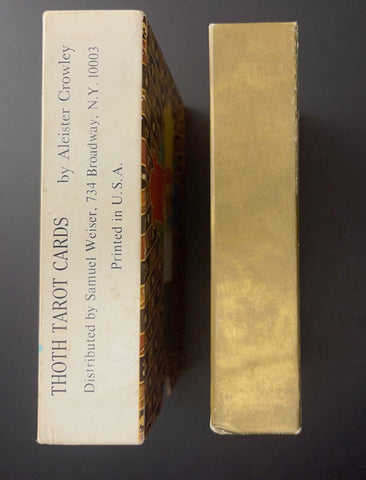 THOTH TAROT CARDS by Aleister Crowley
Distributed by Samuel Weiser, 734 Broadway, N.Y. 10003
Printed in U.S.A.